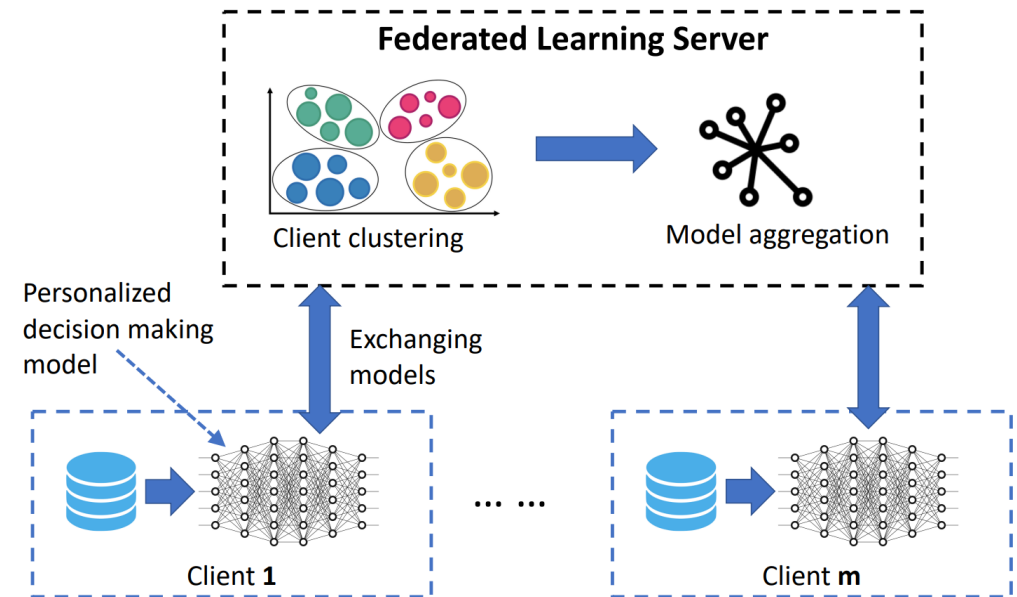 Federated Learning Server
Client clustering
Model aggregation
Personalized
decision making
model
Exchanging
models
... ...
Client 1
Client m